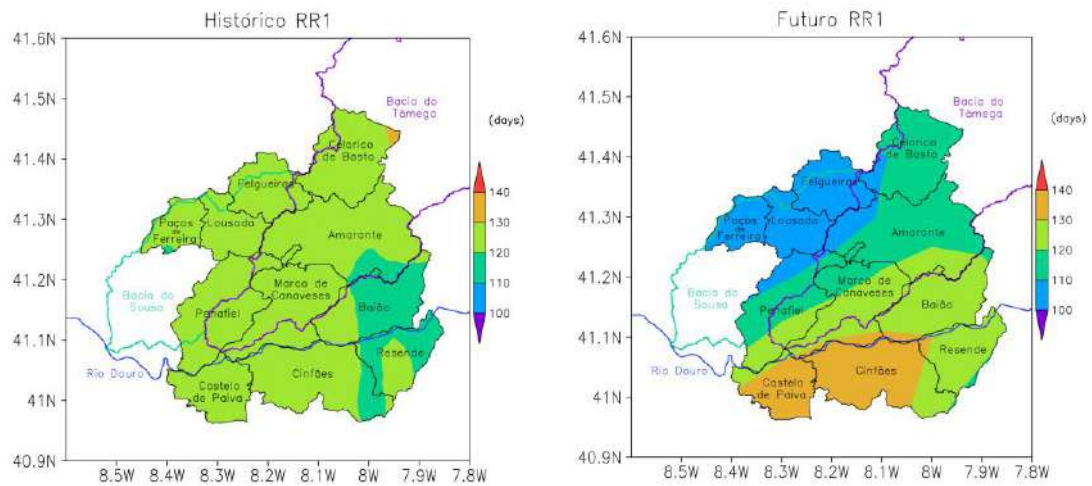 Histórico RR1
41.6N
41.5N
41.4N
41.3N
41.2N
41.1N
41N
40.9N
8.5W 8.4W 8.3W 8.2W 8.1W 8W 7.9W 7.8W
Bacia do
Tâmega
Celorico
de Basto
Felgueiras
Paços
de
Ferreira
Lousada
Amarante
Marco de
Canaveses
Bacia do
Sousa
Penafiel
Baião
Resende
Rio Douro
Cinfães
Castelo
de Paiva
(days)
140
130
120
110
100
Futuro RR1
41.6N
41.5N
41.4N
41.3N
41.2N
41.1N
41N
40.9N
8.5W 8.4W 8.3W 8.2W 8.1W 8W 7.9W 7.8W
Bacia do
Tâmega
Celorico
de Basto
Felgueiras
Paços
de
Ferreira
Lousada
Amarante
Marco de
Canaveses
Bacia do
Sousa
Penafiel
Baião
Resende
Rio Douro
Cinfães
Castelo
de Paiva
(days)
140
130
120
110
100